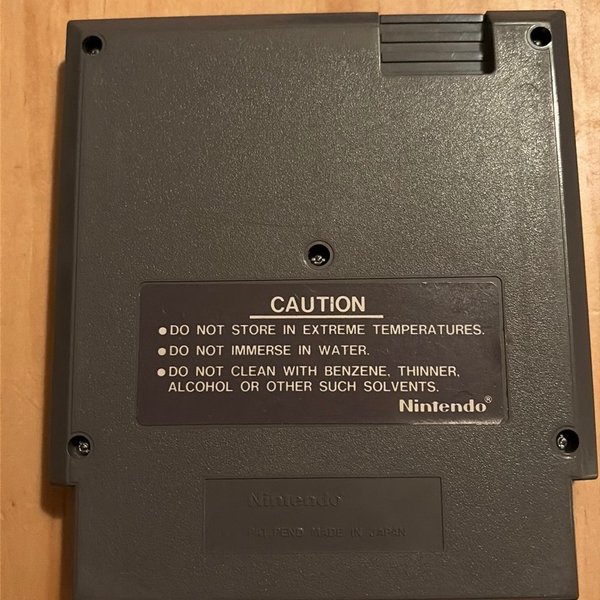 CAUTION
● DO NOT STORE IN EXTREME TEMPERATURES.
● DO NOT IMMERSE IN WATER.
● DO NOT CLEAN WITH BENZENE, THINNER,
ALCOHOL OR OTHER SUCH SOLVENTS.
Nintendo®
Nintendo
PAT PEND MADE IN JAPAN